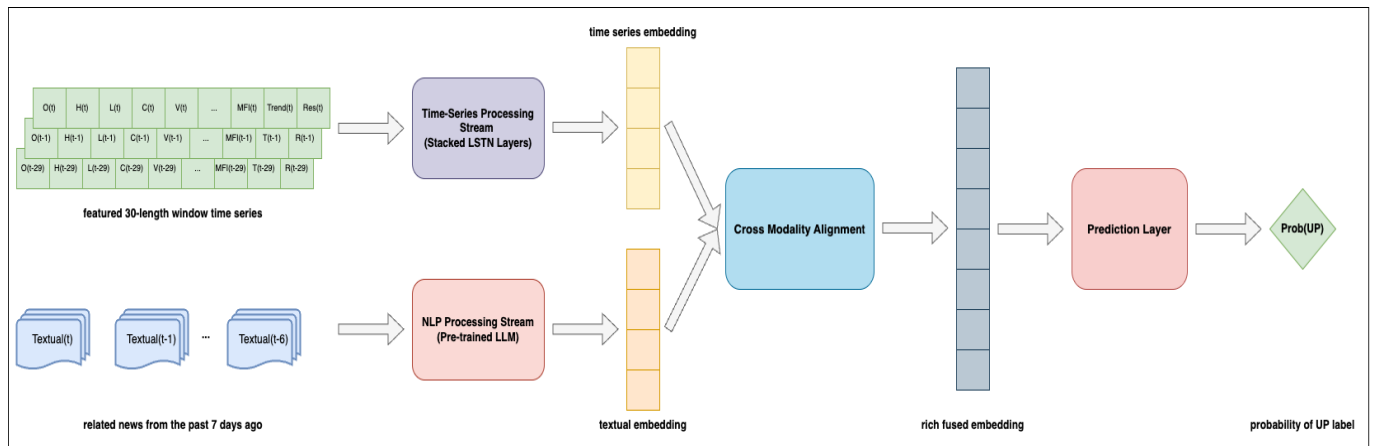 time series embedding
O(t) H(t) L(t) C(t) V(t) ... MFI(t) Trend(t) Res(t)
O(t-1) H(t-1) L(t-1) C(t-1) V(t-1) ... MFI(t-1) T(t-1) R(t-1)
O(t-29) H(t-29) L(t-29) C(t-29) V(t-29) ... MFI(t-29) T(t-29) R(t-29)
featured 30-length window time series
Time-Series Processing
Stream
(Stacked LSTN Layers)
Cross Modality Alignment
Prediction Layer
Prob(UP)
Textual(t) Textual(t-1) ... Textual(t-6)
NLP Processing Stream
(Pre-trained LLM)
related news from the past 7 days ago
textual embedding
rich fused embedding
probability of UP label